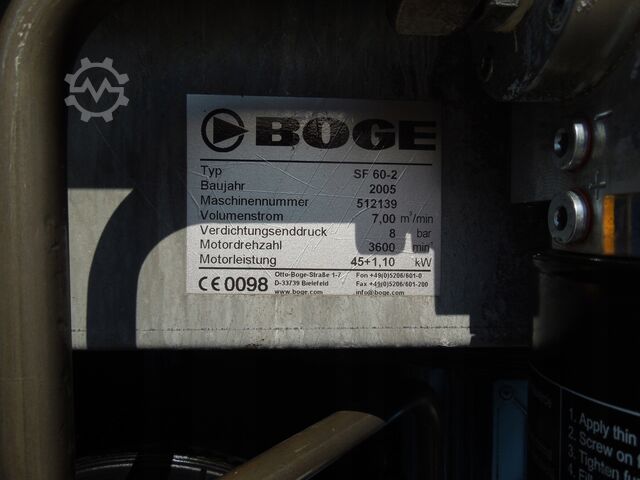 BOGE
Typ SF 60-2
Baujahr 2005
Maschinennummer 512139
Volumenstrom 7,00 m³/min
Verdichtungsenddruck 8 bar
Motordrehzahl 3600 min⁻¹
Motorleistung 45+1,10 kW
CE 0098
Otto-Boge-Straße 1-7 Fon +49(0)5206/601-0
D-33739 Bielefeld Fax +49(0)5206/601-200
www.boge.com info@boge.com
1. Apply thin
2. Screw on
3. Tighten
4. Fill